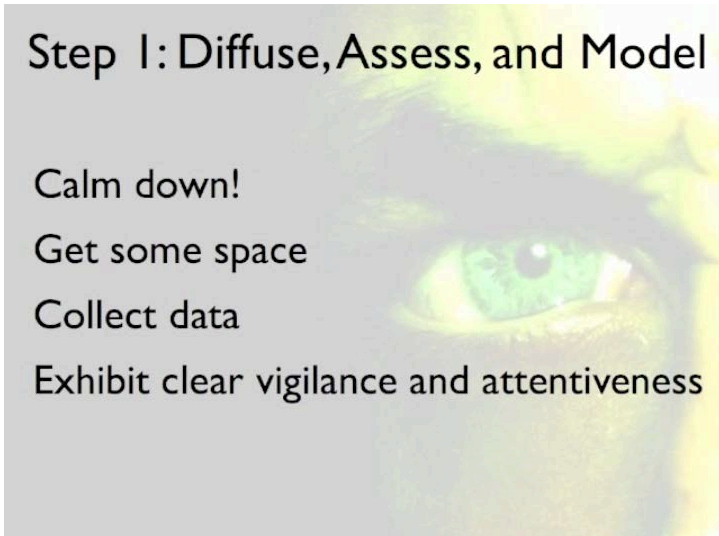 Step 1: Diffuse, Assess, and Model
Calm down!
Get some space
Collect data
Exhibit clear vigilance and attentiveness